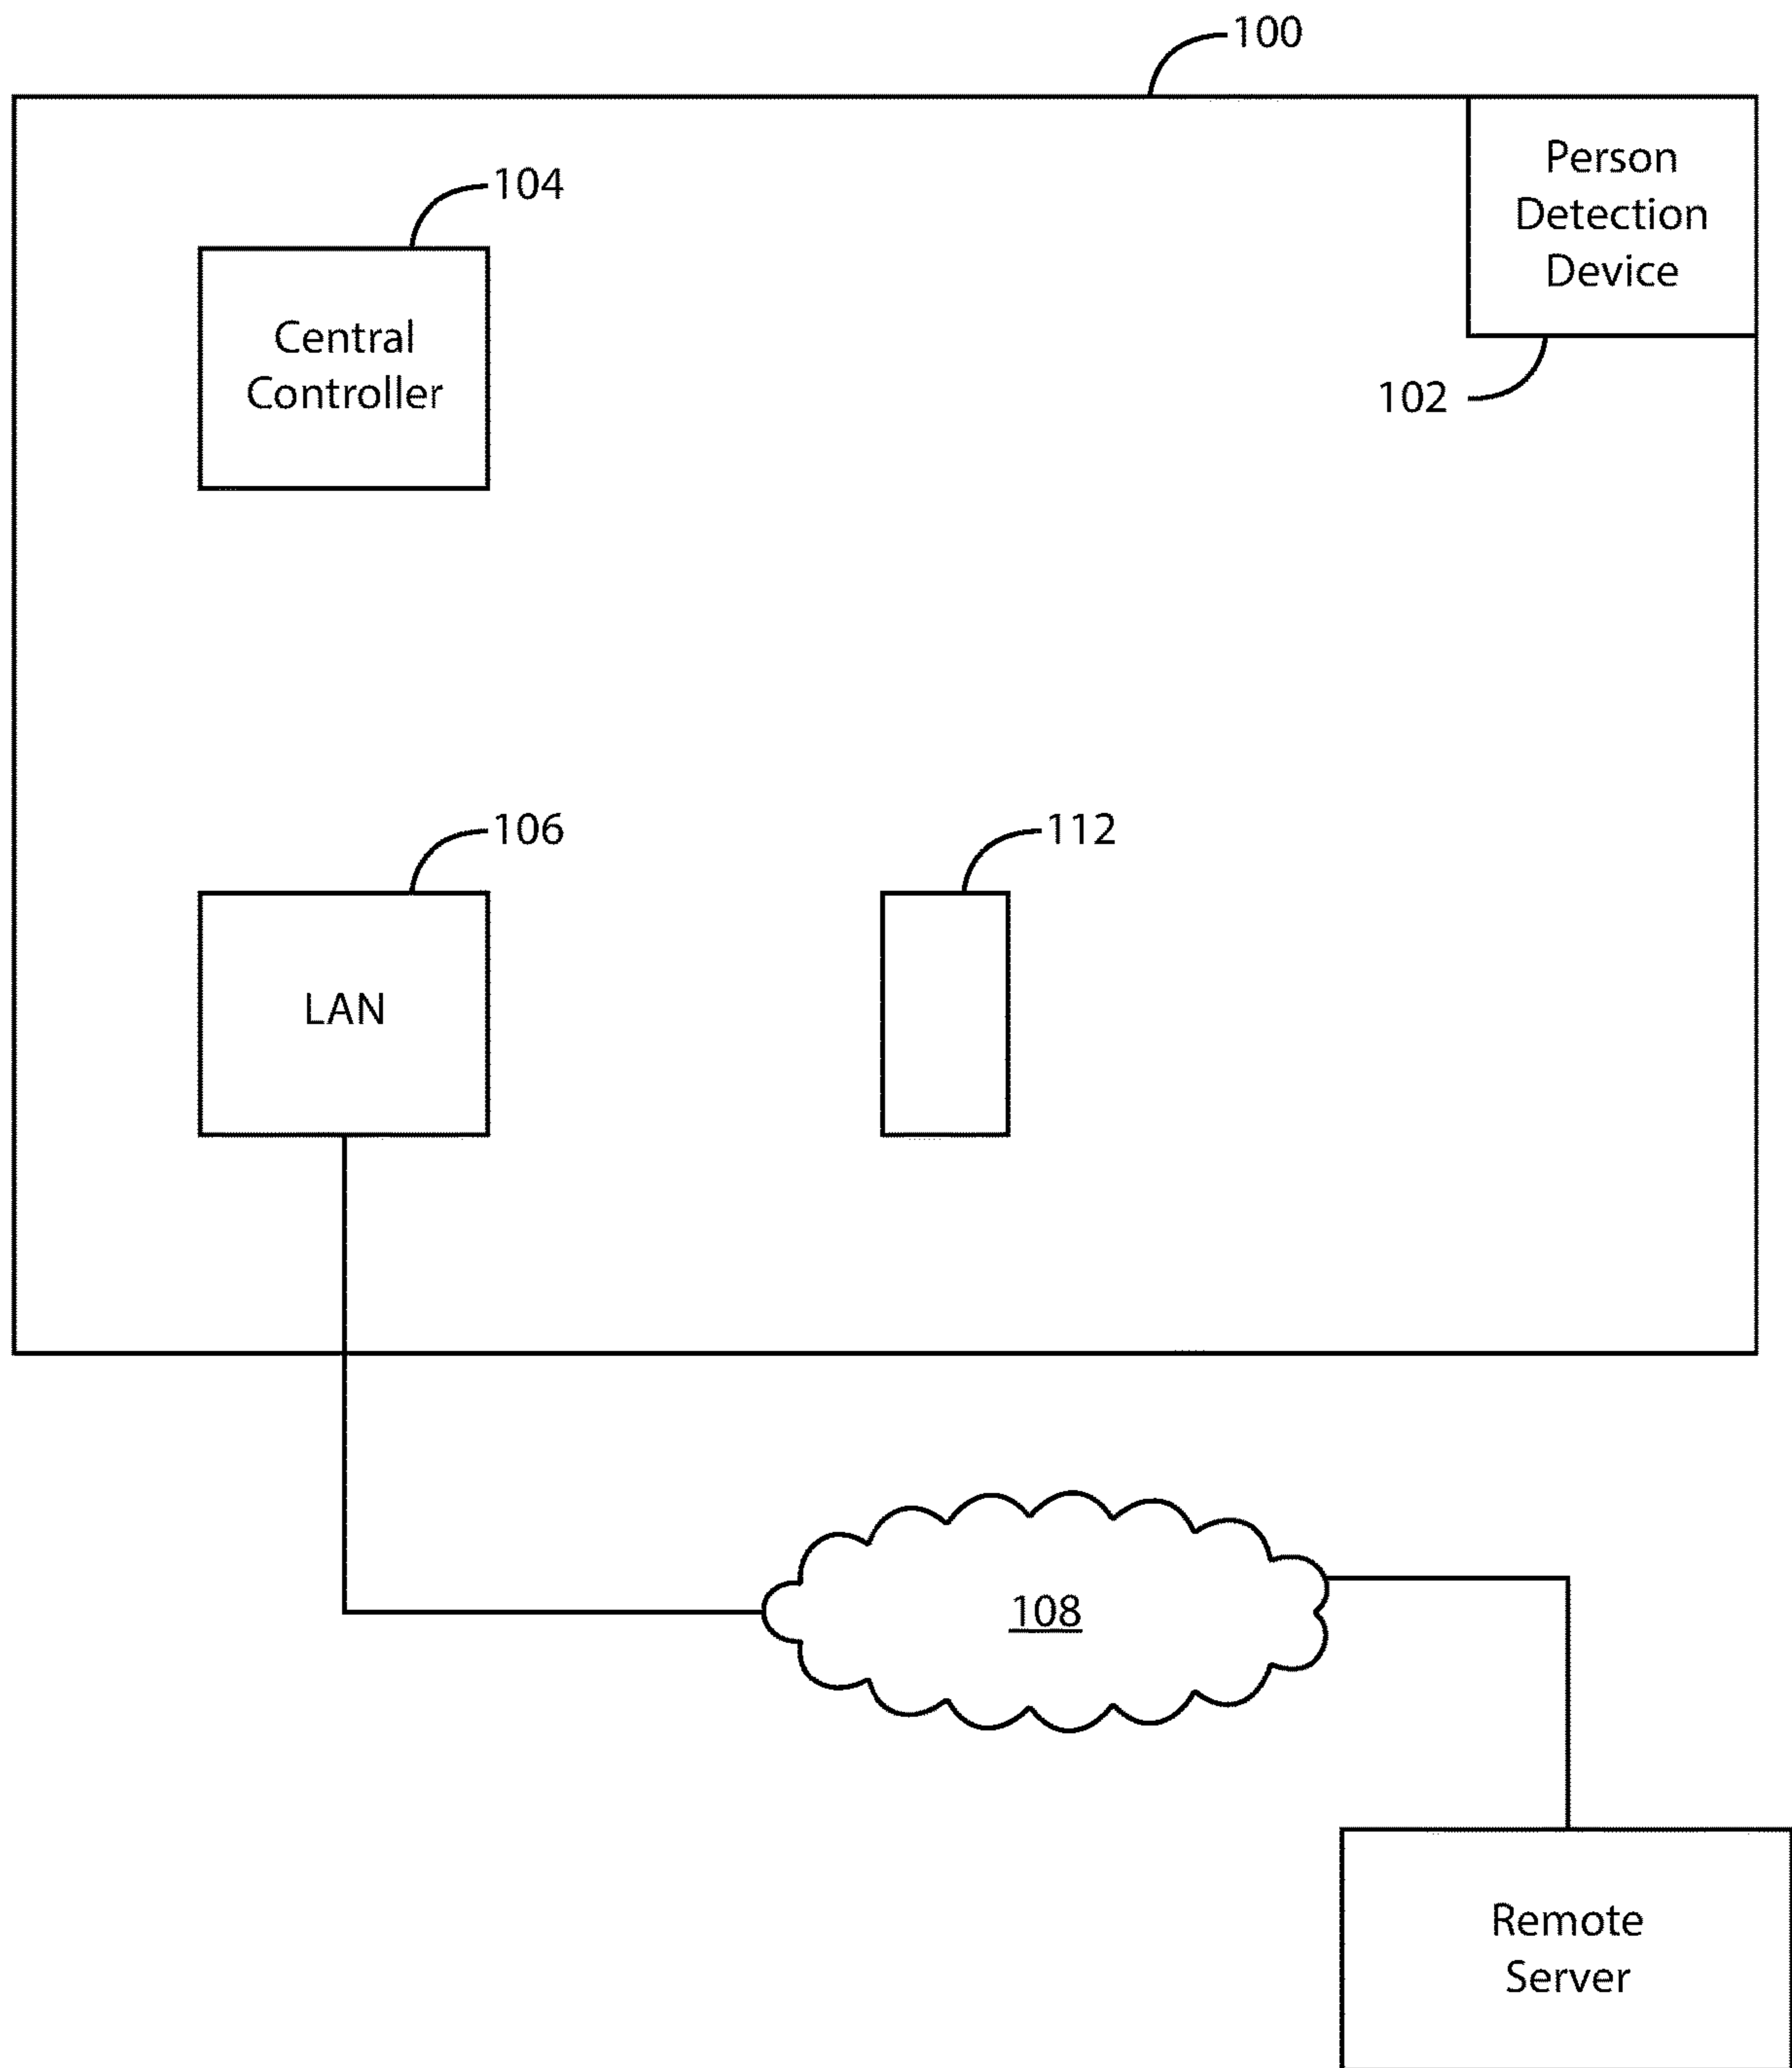 100
Person
Detection
Device
104
Central
Controller
102
106
112
LAN
108
Remote
Server